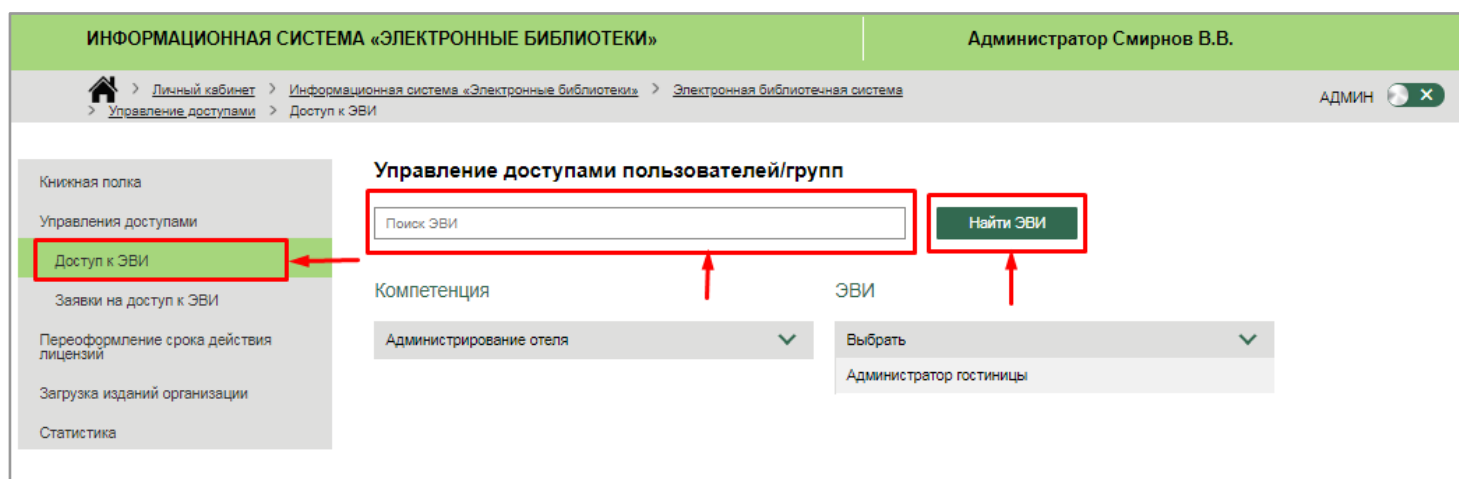 ИНФОРМАЦИОННАЯ СИСТЕМА «ЭЛЕКТРОННЫЕ БИБЛИОТЕКИ»
Администратор Смирнов В.В.
> Личный кабинет > Информационная система «Электронные библиотеки» > Электронная библиотечная система
> Управление доступами > Доступ к ЭВИ
АДМИН
Книжная полка
Управления доступами
Доступ к ЭВИ
Заявки на доступ к ЭВИ
Переоформление срока действия
лицензий
Загрузка изданий организации
Статистика
Управление доступами пользователей/групп
Поиск ЭВИ
Найти ЭВИ
Компетенция
Администрирование отеля
ЭВИ
Выбрать
Администратор гостиницы